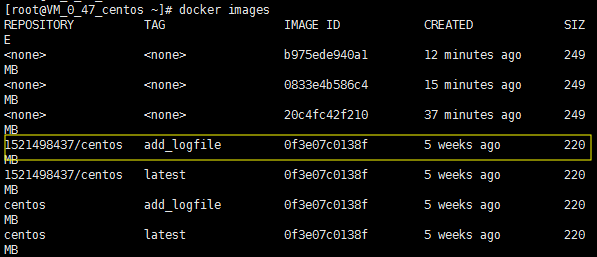 [root@VM_0_47_centos ~]# docker images
REPOSITORY TAG IMAGE ID CREATED SIZ
E
<none> <none> b975ede940a1 12 minutes ago 249
MB
<none> <none> 0833e4b586c4 15 minutes ago 249
MB
<none> <none> 20c4fc42f210 37 minutes ago 249
MB
1521498437/centos add_logfile 0f3e07c0138f 5 weeks ago 220
MB
1521498437/centos latest 0f3e07c0138f 5 weeks ago 220
MB
centos add_logfile 0f3e07c0138f 5 weeks ago 220
MB
centos latest 0f3e07c0138f 5 weeks ago 220
MB